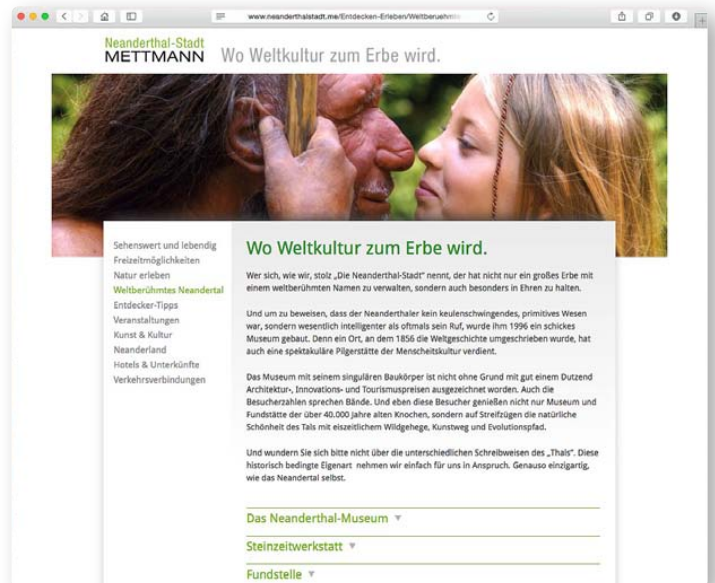 www.neanderthalstadt.me/Entdecken-Erleben/Weltberuehmte
Neanderthal-Stadt
METTMANN
Wo Weltkultur zum Erbe wird.
Sehenswert und lebendig
Freizeitmöglichkeiten
Natur erleben
Weltberühmtes Neandertal
Entdecker-Tipps
Veranstaltungen
Kunst & Kultur
Neanderland
Hotels & Unterkünfte
Verkehrsverbindungen
Wo Weltkultur zum Erbe wird.
Wer sich, wie wir, stolz „Die Neanderthal-Stadt" nennt, der hat nicht nur ein großes Erbe mit
einem weltberühmten Namen zu verwalten, sondern auch besonders in Ehren zu halten.
Und um zu beweisen, dass der Neanderthaler kein keulenschwingendes, primitives Wesen
war, sondern wesentlich intelligenter als oftmals sein Ruf, wurde ihm 1996 ein schickes
Museum gebaut. Denn ein Ort, an dem 1856 die Weltgeschichte umgeschrieben wurde, hat
auch eine spektakuläre Pilgerstätte der Menscheitskultur verdient.
Das Museum mit seinem singulären Baukörper ist nicht ohne Grund mit gut einem Dutzend
Architektur-, Innovations- und Tourismuspreisen ausgezeichnet worden. Auch die
Besucherzahlen sprechen Bände. Und eben diese Besucher genießen nicht nur Museum und
Fundstätte der über 40.000 Jahre alten Knochen, sondern auf Streifzügen die natürliche
Schönheit des Tals mit eiszeitlichem Wildgehege, Kunstweg und Evolutionspfad.
Und wundern Sie sich bitte nicht über die unterschiedlichen Schreibweisen des „Thals". Diese
historisch bedingte Eigenart nehmen wir einfach für uns in Anspruch. Genauso einzigartig,
wie das Neandertal selbst.
Das Neanderthal-Museum
Steinzeitwerkstatt
Fundstelle